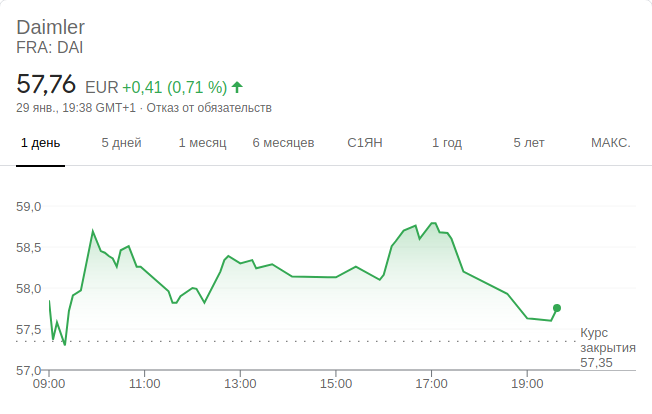 Daimler
FRA: DAI
57,76 EUR +0,41 (0,71 %)
29 янв., 19:38 GMT+1 · Отказ от обязательств
1 день 5 дней 1 месяц 6 месяцев С1ЯН 1 год 5 лет МАКС.
59,0
58,5
58,0
57,5
57,0
Курс
закрытия
57,35
09:00 11:00 13:00 15:00 17:00 19:00